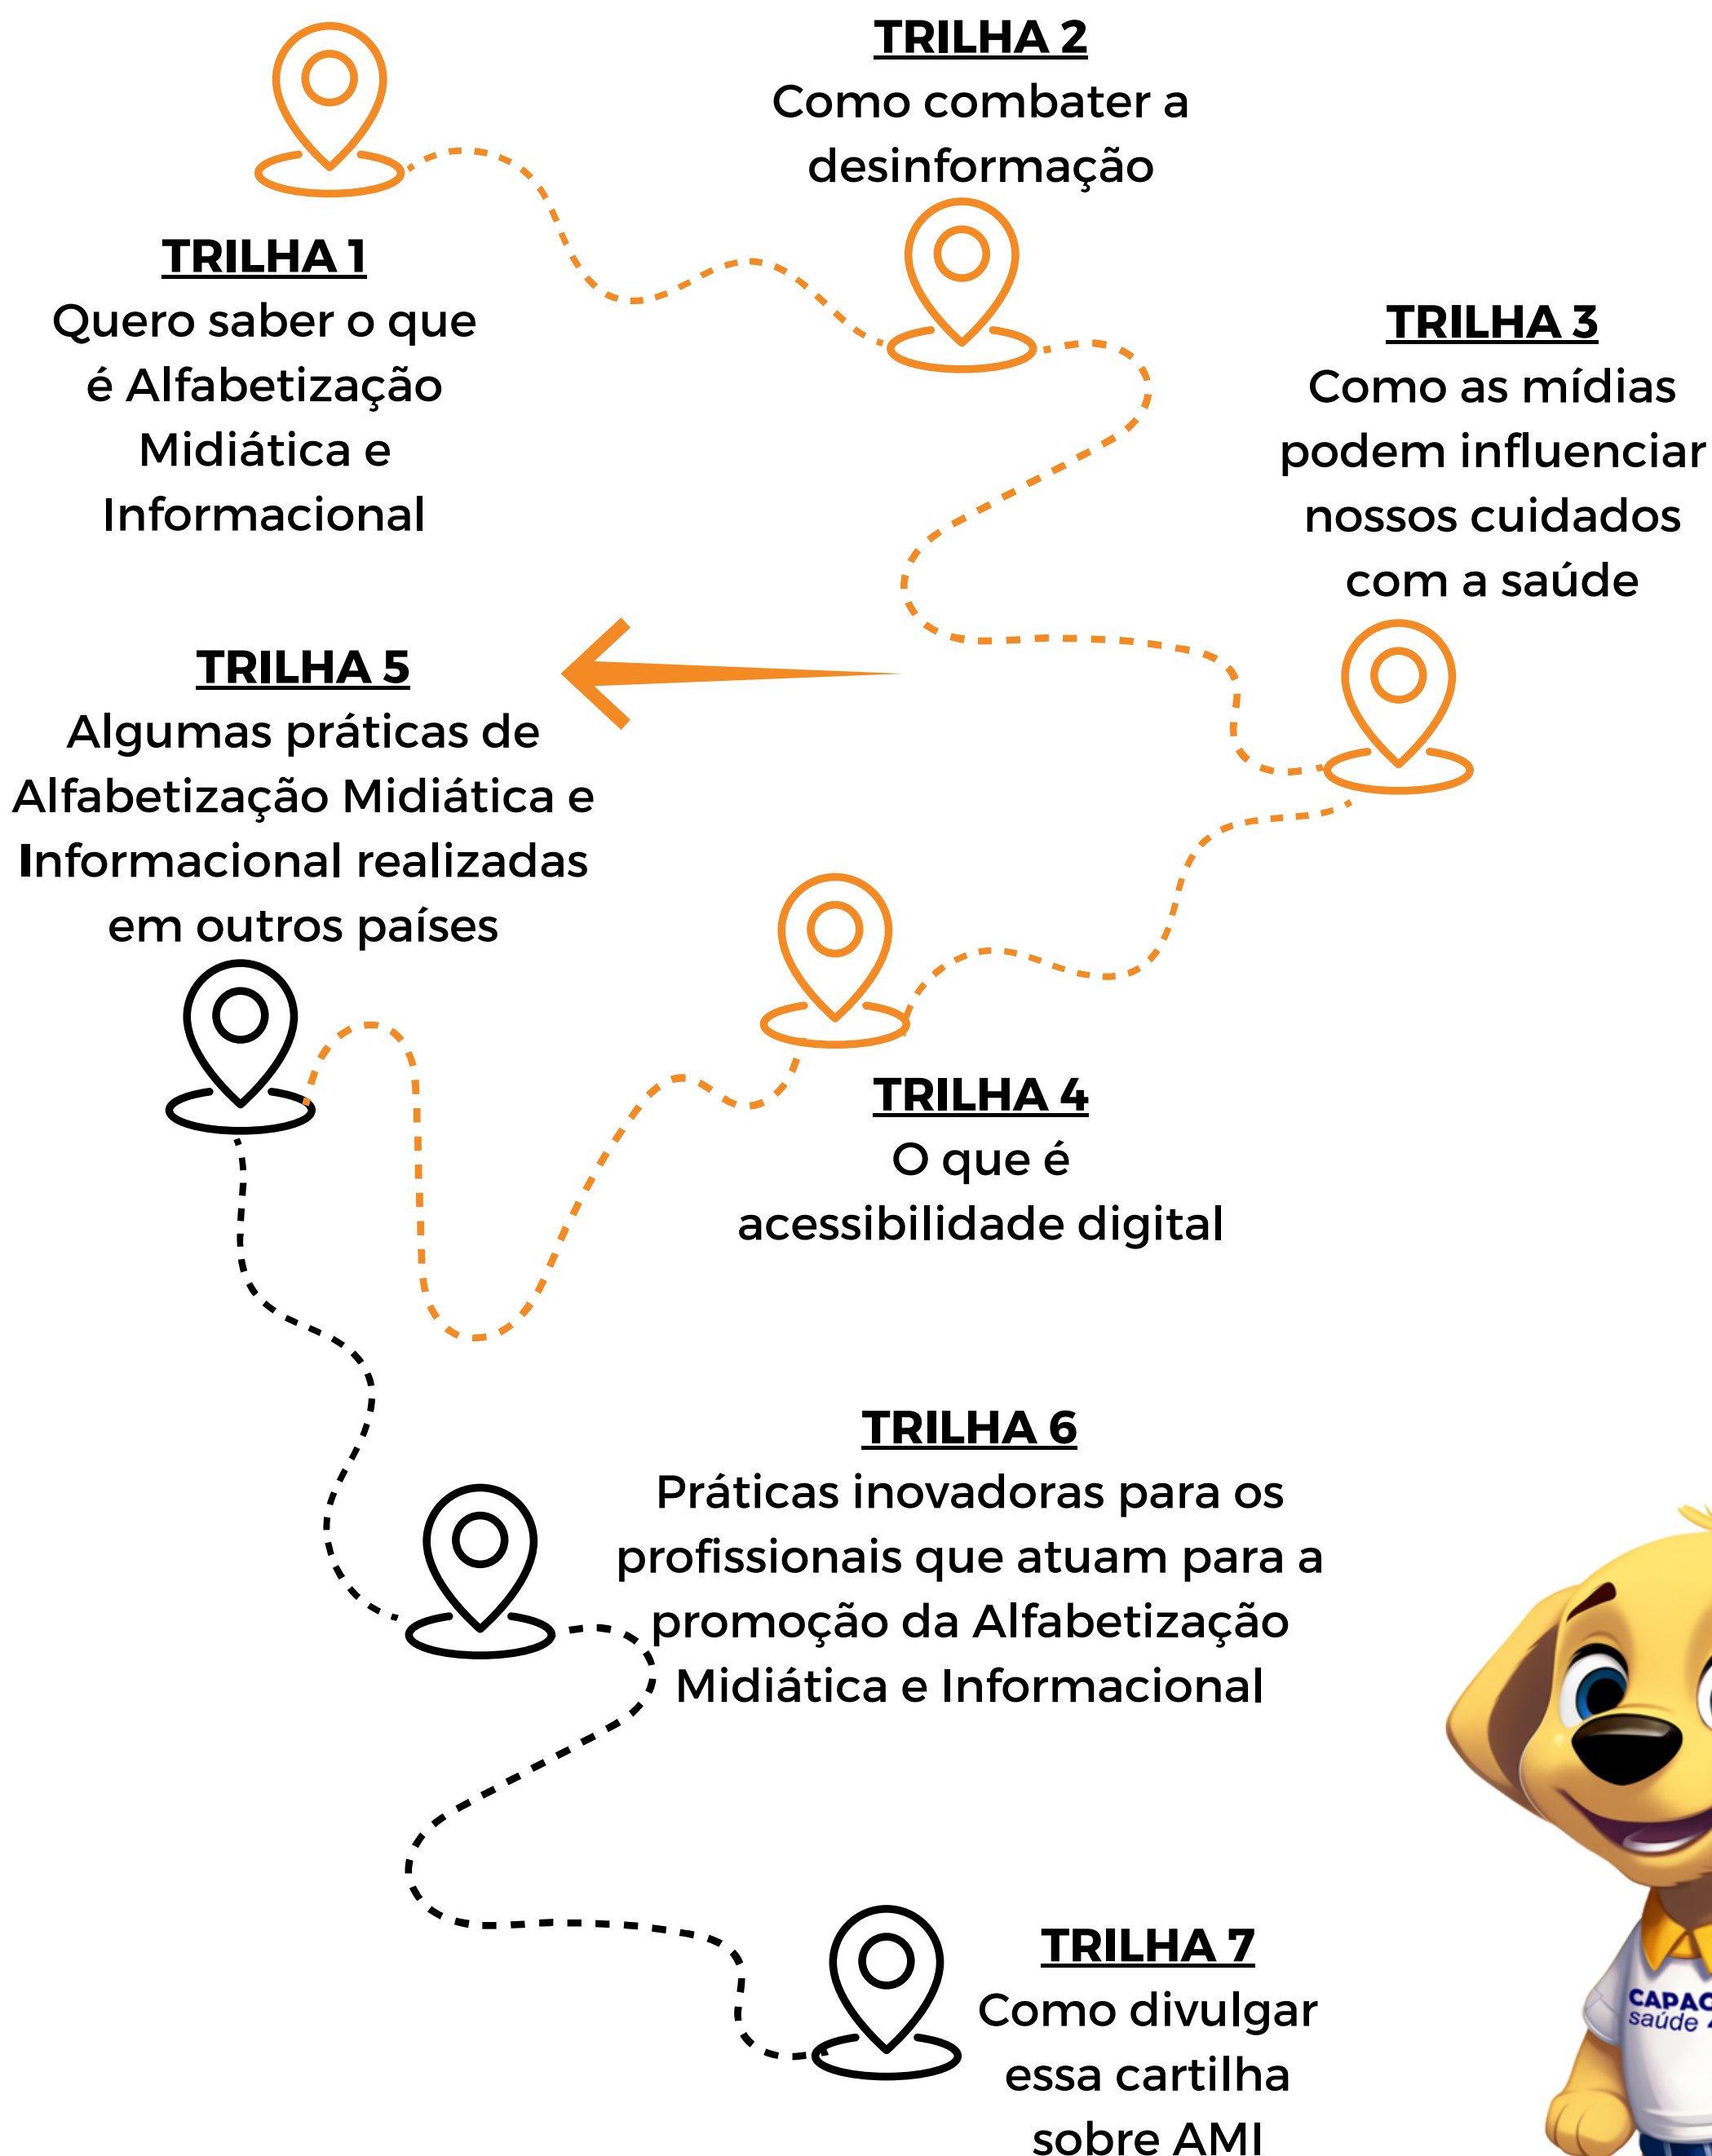 TRILHA 1
Quero saber o que
é Alfabetização
Midiática e
Informacional
TRILHA 2
Como combater a
desinformação
TRILHA 3
Como as mídias
podem influenciar
nossos cuidados
com a saúde
TRILHA 4
O que é
acessibilidade digital
TRILHA 5
Algumas práticas de
Alfabetização Midiática e
Informacional realizadas
em outros países
TRILHA 6
Práticas inovadoras para os
profissionais que atuam para a
promoção da Alfabetização
Midiática e Informacional
TRILHA 7
Como divulgar
essa cartilha
sobre AMI
saúde